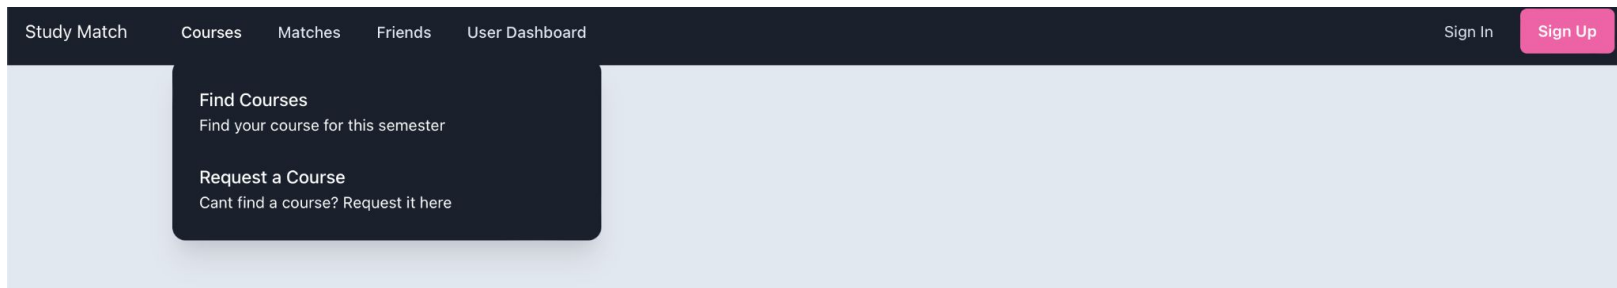 Study Match Courses Matches Friends User Dashboard Sign In Sign Up
Find Courses
Find your course for this semester
Request a Course
Cant find a course? Request it here